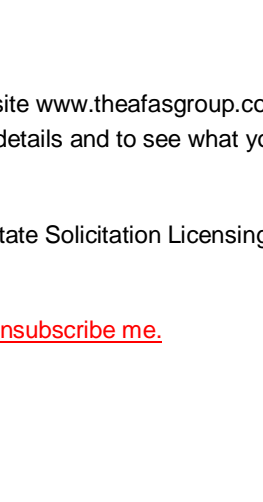 site www.theafasgroup.co
details and to see what yo
tate Solicitation Licensing
nsubscribe me.